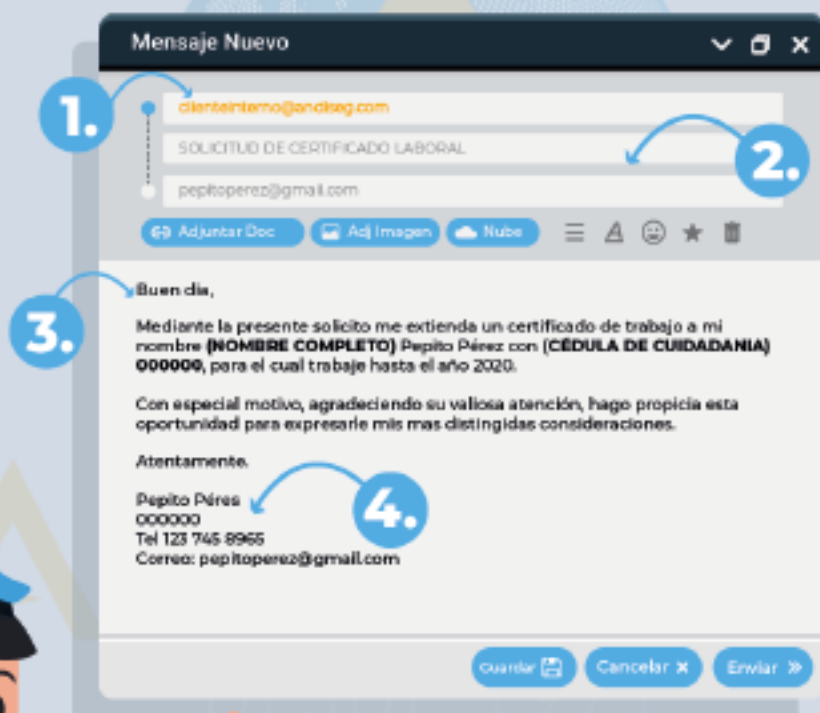 Mensaje Nuevo
1.
clienteinterno@andiseg.com
SOLICITUD DE CERTIFICADO LABORAL
2.
pepitoperez@gmail.com
Adjuntar Doc Adj Imagen Nube
3.
Buen dia,
Mediante la presente solicito me extienda un certificado de trabajo a mi
nombre (NOMBRE COMPLETO) Pepito Pérez con (CÉDULA DE CUIDADANIA)
000000, para el cual trabaje hasta el año 2020.
Con especial motivo, agradeciendo su valiosa atención, hago propicia esta
oportunidad para expresarle mis mas distingidas consideraciones.
Atentamente.
Pepito Péres
4.
000000
Tel 123 745 8965
Correo: pepitoperez@gmail.com
Guardar Cancelar Enviar